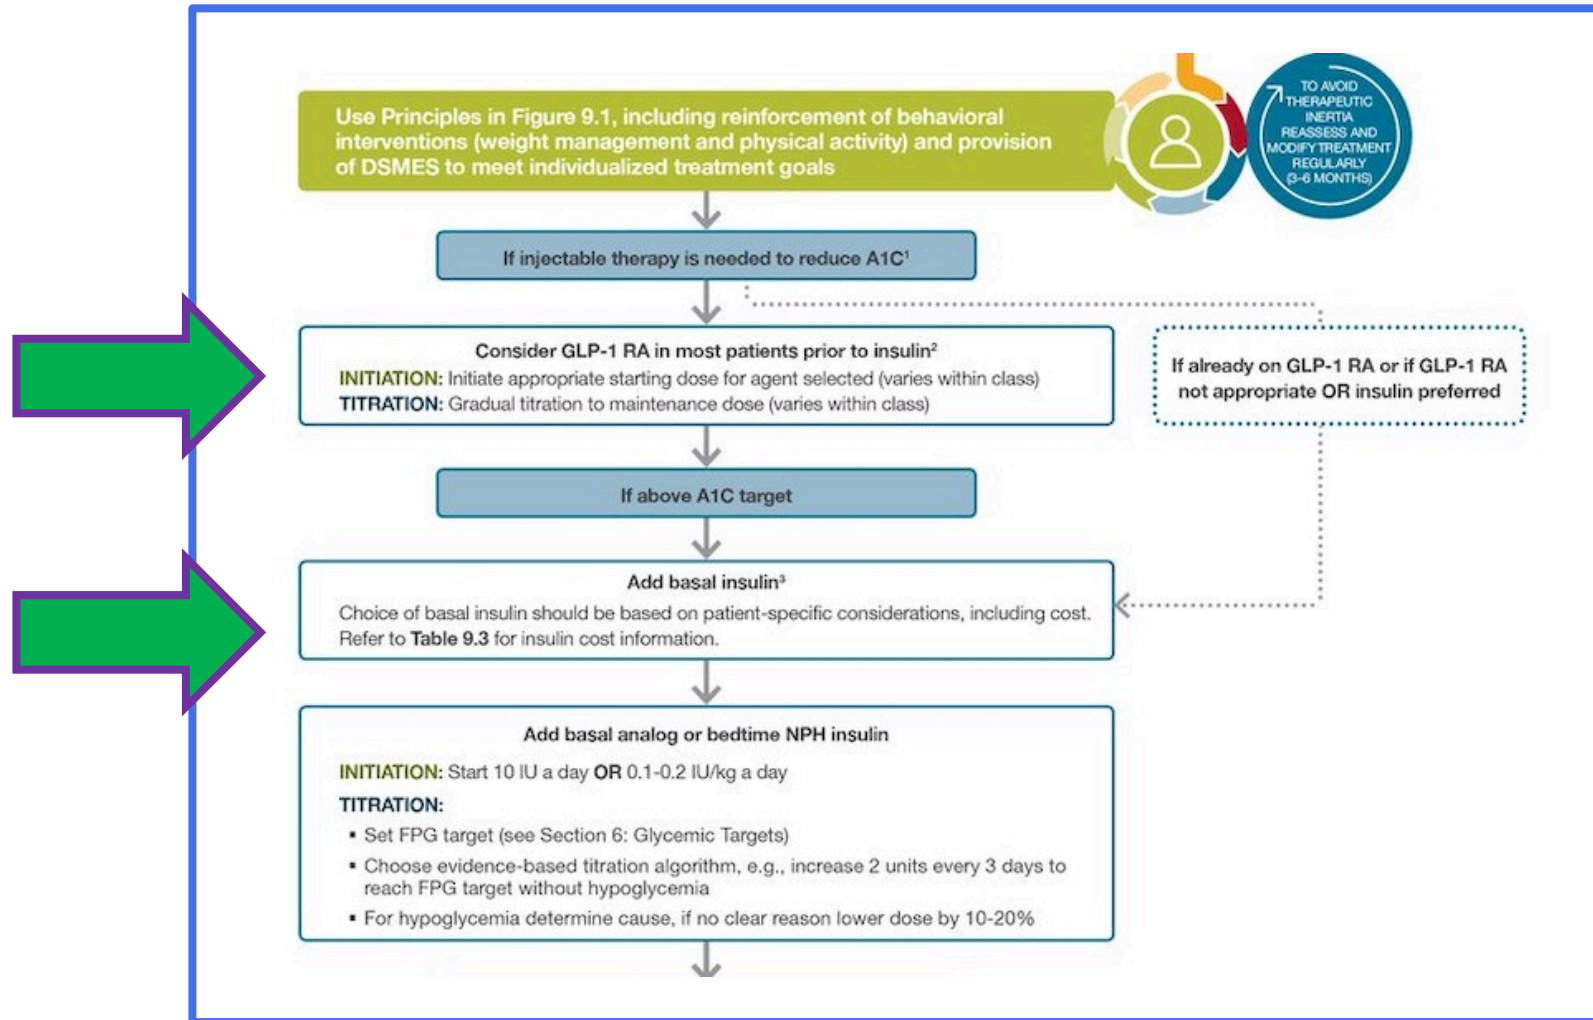 Use Principles in Figure 9.1, including reinforcement of behavioral
interventions (weight management and physical activity) and provision
of DSMES to meet individualized treatment goals
TO AVOID
THERAPEUTIC
INERTIA
REASSESS AND
MODIFY TREATMENT
REGULARLY
(3-6 MONTHS)
If injectable therapy is needed to reduce A1C¹
Consider GLP-1 RA in most patients prior to insulin²
INITIATION: Initiate appropriate starting dose for agent selected (varies within class)
TITRATION: Gradual titration to maintenance dose (varies within class)
If already on GLP-1 RA or if GLP-1 RA
not appropriate OR insulin preferred
If above A1C target
Add basal insulin³
Choice of basal insulin should be based on patient-specific considerations, including cost.
Refer to Table 9.3 for insulin cost information.
Add basal analog or bedtime NPH insulin
INITIATION: Start 10 IU a day OR 0.1-0.2 IU/kg a day
TITRATION:
▪ Set FPG target (see Section 6: Glycemic Targets)
▪ Choose evidence-based titration algorithm, e.g., increase 2 units every 3 days to
reach FPG target without hypoglycemia
▪ For hypoglycemia determine cause, if no clear reason lower dose by 10-20%